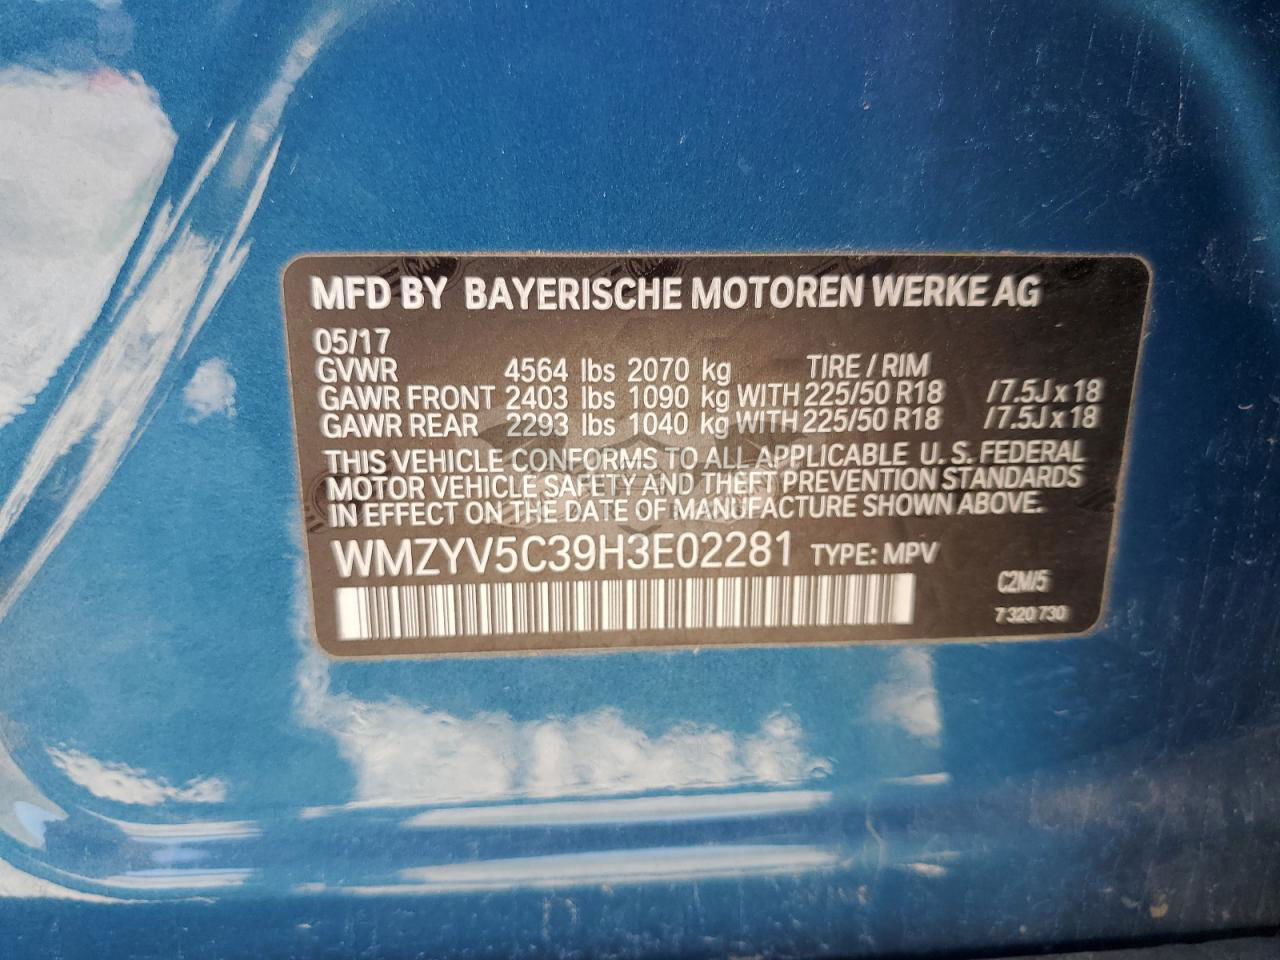 MFD BY BAYERISCHE MOTOREN WERKE AG
05/17
GVWR 4564 lbs 2070 kg TIRE / RIM
GAWR FRONT 2403 lbs 1090 kg WITH 225/50 R18 /7.5J x 18
GAWR REAR 2293 lbs 1040 kg WITH 225/50 R18 /7.5J x 18
THIS VEHICLE CONFORMS TO ALL APPLICABLE U. S. FEDERAL
MOTOR VEHICLE SAFETY AND THEFT PREVENTION STANDARDS
IN EFFECT ON THE DATE OF MANUFACTURE SHOWN ABOVE.
WMZYV5C39H3E02281 TYPE: MPV
C2M/5
7 320 730